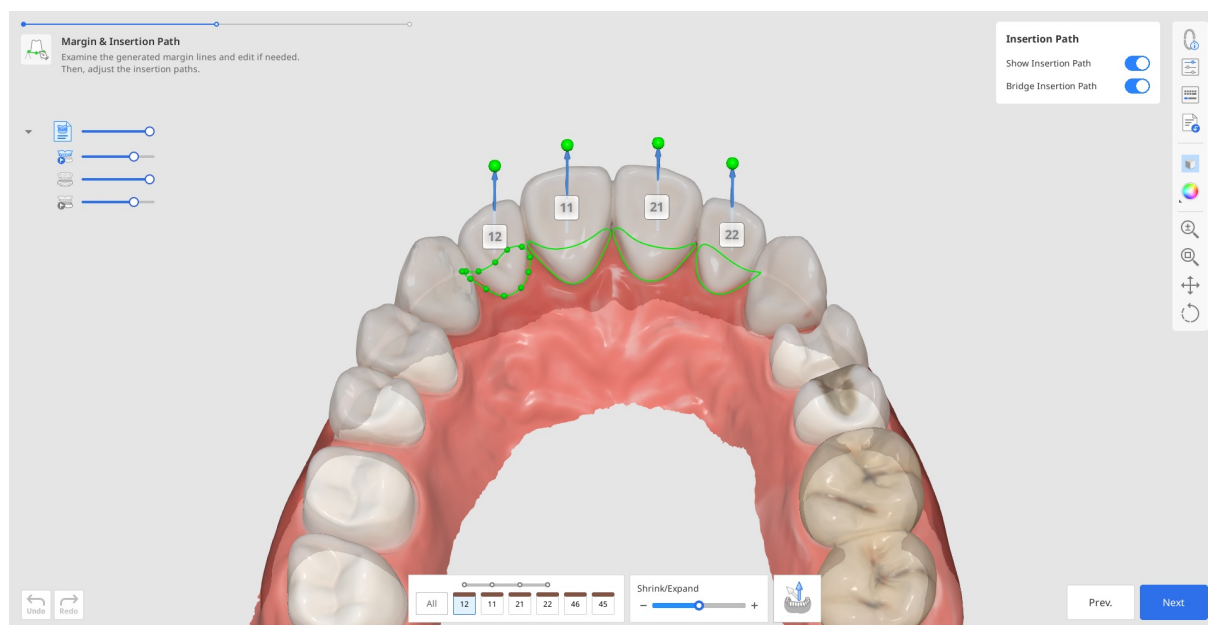 Margin & Insertion Path
Examine the generated margin lines and edit if needed.
Then, adjust the insertion paths.
Insertion Path
Show Insertion Path
Bridge Insertion Path
11
21
12
22
Undo
Redo
All
12
11
21
22
46
45
Shrink/Expand
Prev.
Next